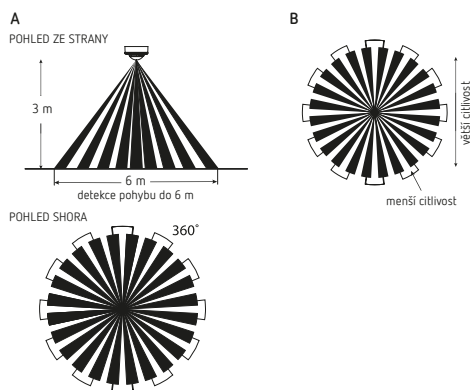 A
POHLED ZE STRANY
3 m
6 m
detekce pohybu do 6 m
POHLED SHORA
360°
B
větší citlivost
menší citlivost